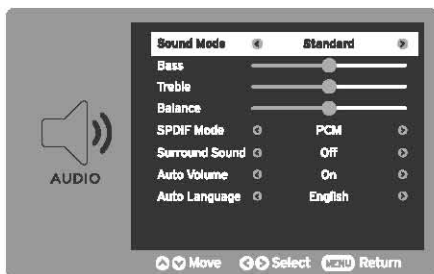 Sound Mode Standard
Bass
Treble
Balance
SPDIF Mode PCM
Surround Sound Off
Auto Volume On
Auto Language English
AUDIO
Move Select MENU Return